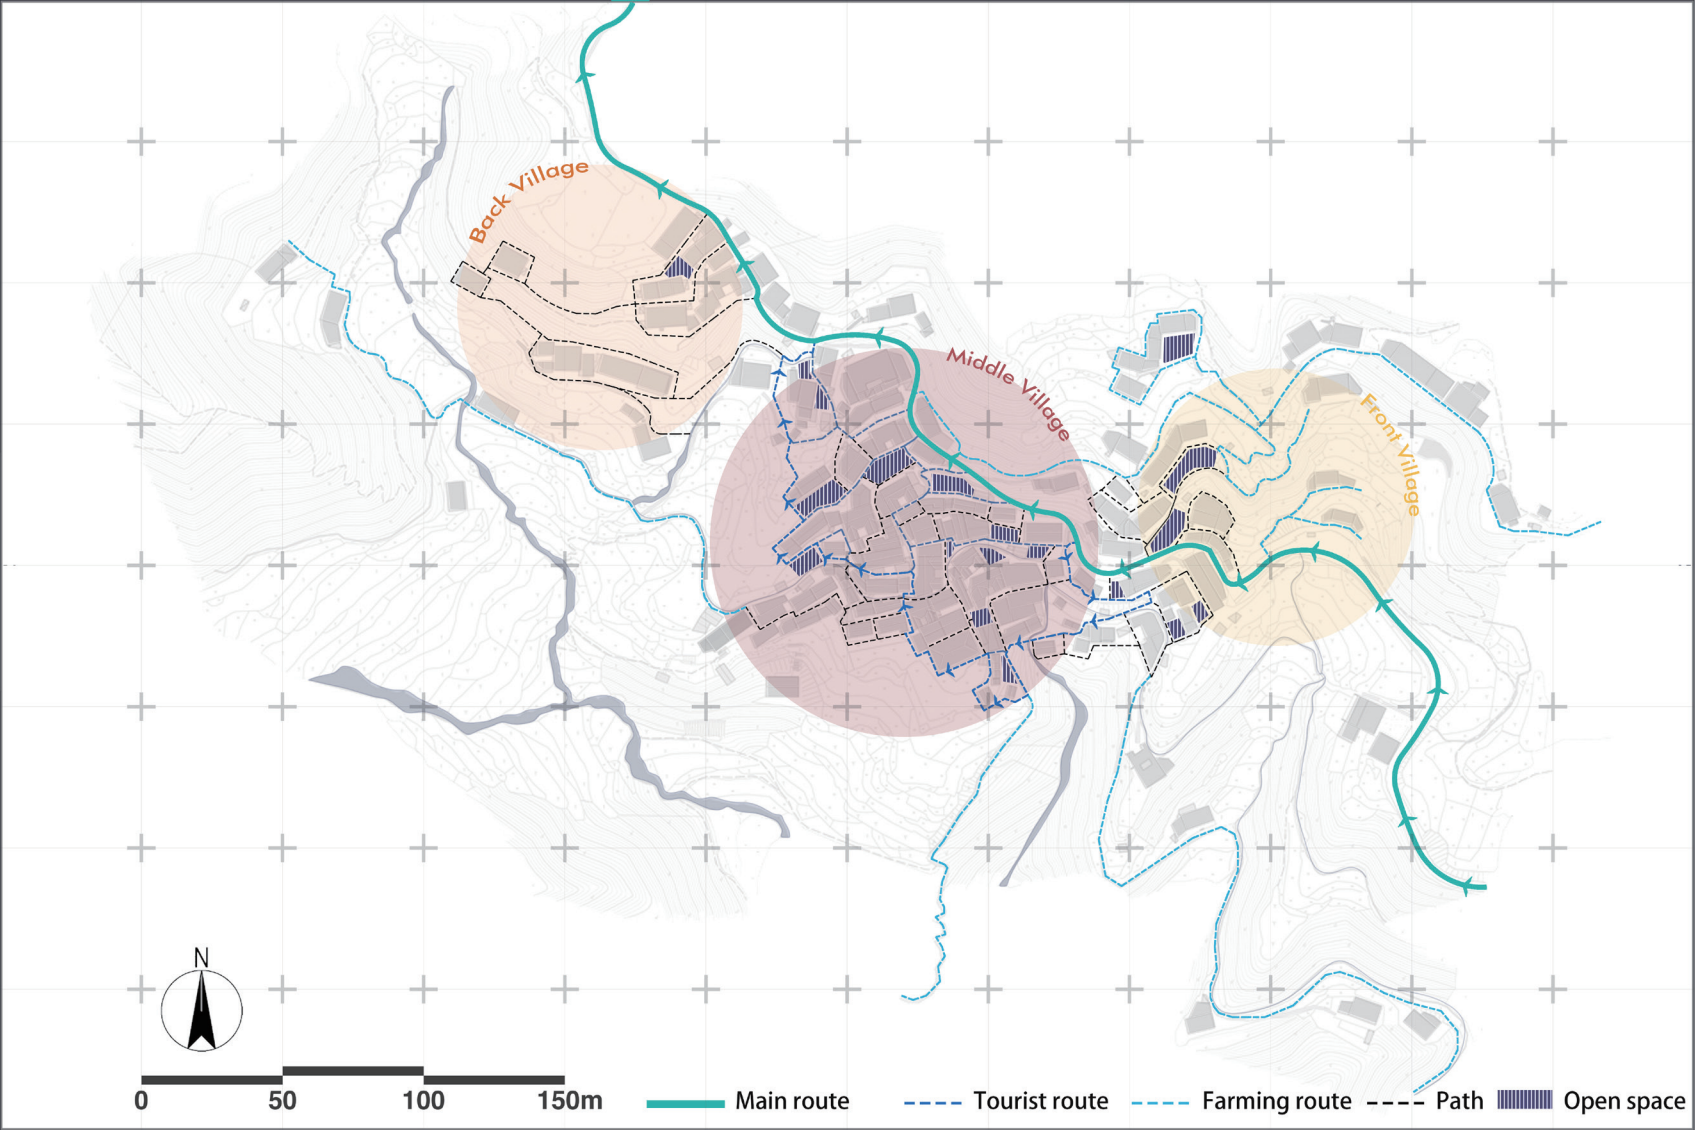 Back Village
Middle Village
Front Village
N
0 50 100 150m
Main route
Tourist route
Farming route
Path
Open space